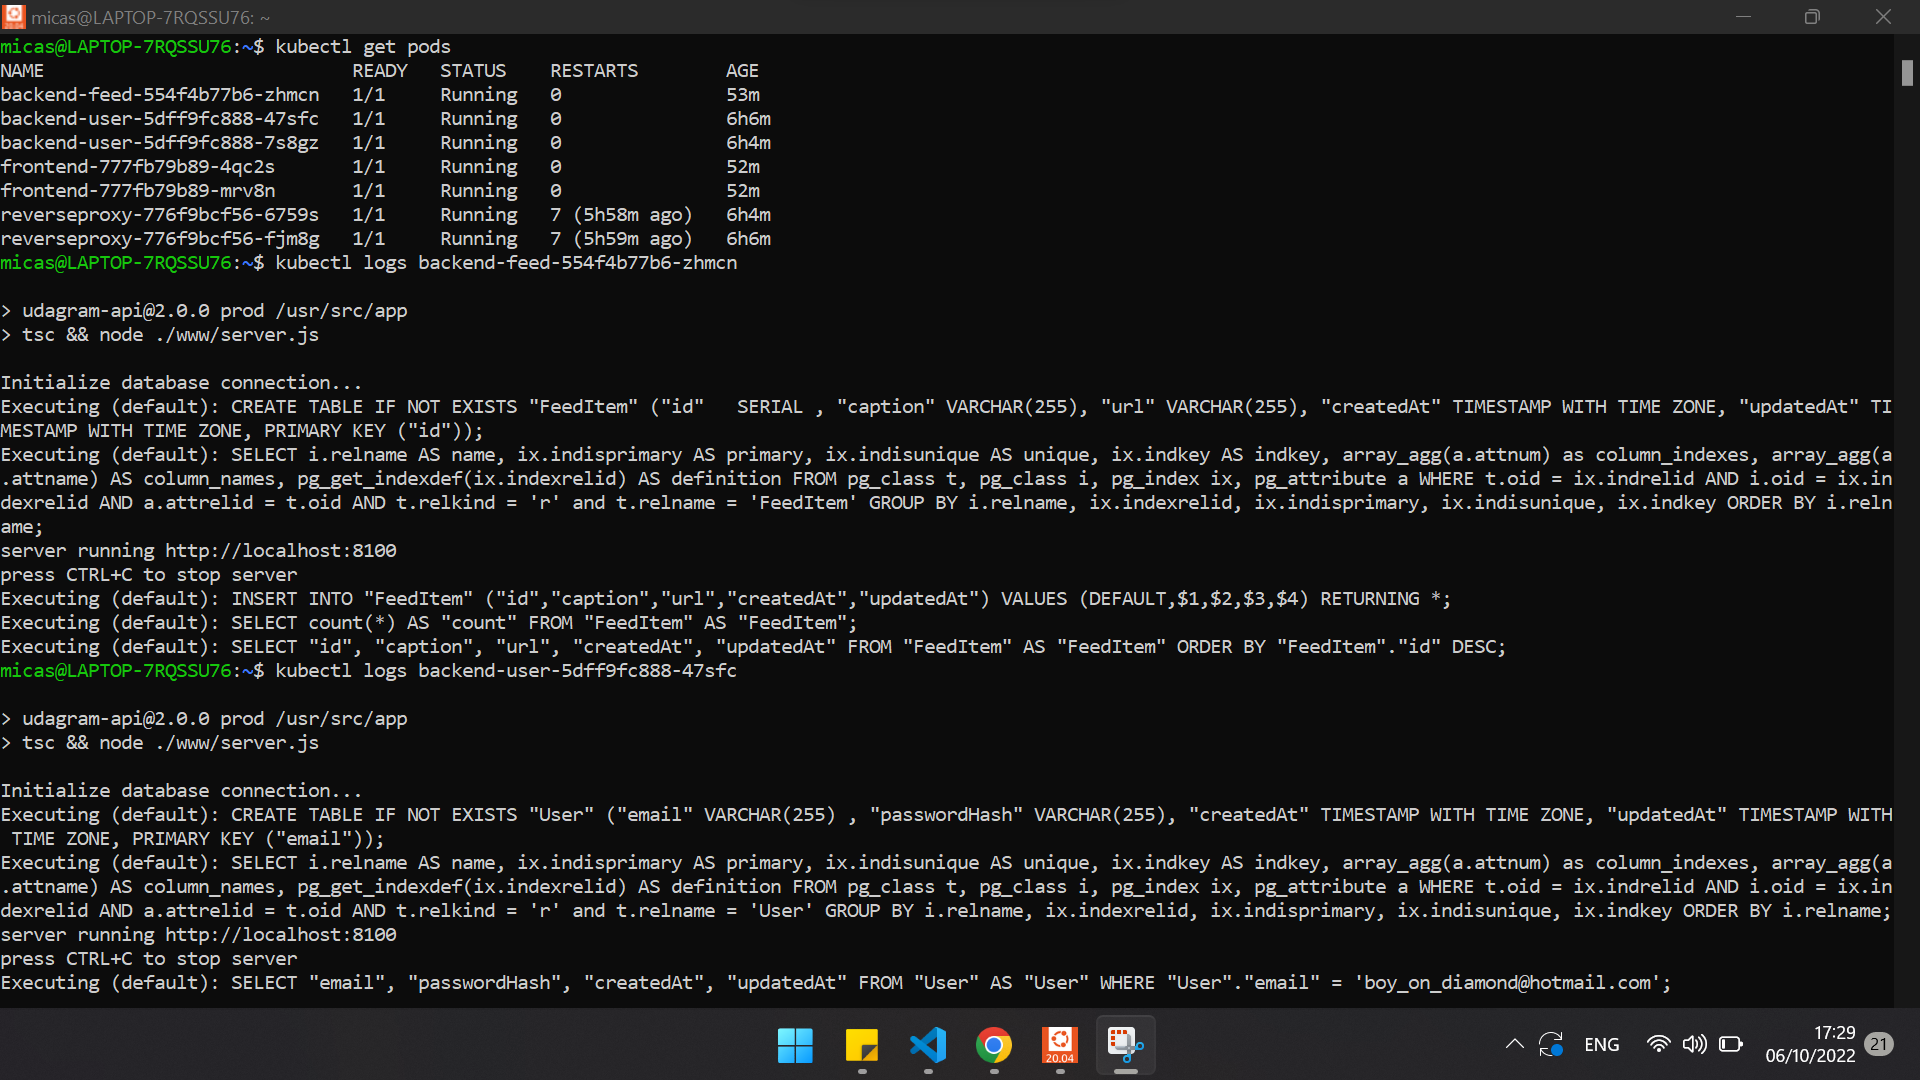 micas@LAPTOP-7RQSSU76: ~
micas@LAPTOP-7RQSSU76:~$ kubectl get pods
NAME                            READY   STATUS    RESTARTS        AGE
backend-feed-554f4b77b6-zhmcn   1/1     Running   0               53m
backend-user-5dff9fc888-47sfc   1/1     Running   0               6h6m
backend-user-5dff9fc888-7s8gz   1/1     Running   0               6h4m
frontend-777fb79b89-4qc2s       1/1     Running   0               52m
frontend-777fb79b89-mrv8n       1/1     Running   0               52m
reverseproxy-776f9bcf56-6759s   1/1     Running   7 (5h58m ago)   6h4m
reverseproxy-776f9bcf56-fjm8g   1/1     Running   7 (5h59m ago)   6h6m
micas@LAPTOP-7RQSSU76:~$ kubectl logs backend-feed-554f4b77b6-zhmcn
> udagram-api@2.0.0 prod /usr/src/app
> tsc && node ./www/server.js
Initialize database connection...
Executing (default): CREATE TABLE IF NOT EXISTS "FeedItem" ("id"   SERIAL , "caption" VARCHAR(255), "url" VARCHAR(255), "createdAt" TIMESTAMP WITH TIME ZONE, "updatedAt" TI
MESTAMP WITH TIME ZONE, PRIMARY KEY ("id"));
Executing (default): SELECT i.relname AS name, ix.indisprimary AS primary, ix.indisunique AS unique, ix.indkey AS indkey, array_agg(a.attnum) as column_indexes, array_agg(a
.attname) AS column_names, pg_get_indexdef(ix.indexrelid) AS definition FROM pg_class t, pg_class i, pg_index ix, pg_attribute a WHERE t.oid = ix.indrelid AND i.oid = ix.in
dexrelid AND a.attrelid = t.oid AND t.relkind = 'r' and t.relname = 'FeedItem' GROUP BY i.relname, ix.indexrelid, ix.indisprimary, ix.indisunique, ix.indkey ORDER BY i.reln
ame;
server running http://localhost:8100
press CTRL+C to stop server
Executing (default): INSERT INTO "FeedItem" ("id","caption","url","createdAt","updatedAt") VALUES (DEFAULT,$1,$2,$3,$4) RETURNING *;
Executing (default): SELECT count(*) AS "count" FROM "FeedItem" AS "FeedItem";
Executing (default): SELECT "id", "caption", "url", "createdAt", "updatedAt" FROM "FeedItem" AS "FeedItem" ORDER BY "FeedItem"."id" DESC;
micas@LAPTOP-7RQSSU76:~$ kubectl logs backend-user-5dff9fc888-47sfc
> udagram-api@2.0.0 prod /usr/src/app
> tsc && node ./www/server.js
Initialize database connection...
Executing (default): CREATE TABLE IF NOT EXISTS "User" ("email" VARCHAR(255) , "passwordHash" VARCHAR(255), "createdAt" TIMESTAMP WITH TIME ZONE, "updatedAt" TIMESTAMP WITH
 TIME ZONE, PRIMARY KEY ("email"));
Executing (default): SELECT i.relname AS name, ix.indisprimary AS primary, ix.indisunique AS unique, ix.indkey AS indkey, array_agg(a.attnum) as column_indexes, array_agg(a
.attname) AS column_names, pg_get_indexdef(ix.indexrelid) AS definition FROM pg_class t, pg_class i, pg_index ix, pg_attribute a WHERE t.oid = ix.indrelid AND i.oid = ix.in
dexrelid AND a.attrelid = t.oid AND t.relkind = 'r' and t.relname = 'User' GROUP BY i.relname, ix.indexrelid, ix.indisprimary, ix.indisunique, ix.indkey ORDER BY i.relname;
server running http://localhost:8100
press CTRL+C to stop server
Executing (default): SELECT "email", "passwordHash", "createdAt", "updatedAt" FROM "User" AS "User" WHERE "User"."email" = 'boy_on_diamond@hotmail.com';
20.04
ENG
17:29
06/10/2022
21